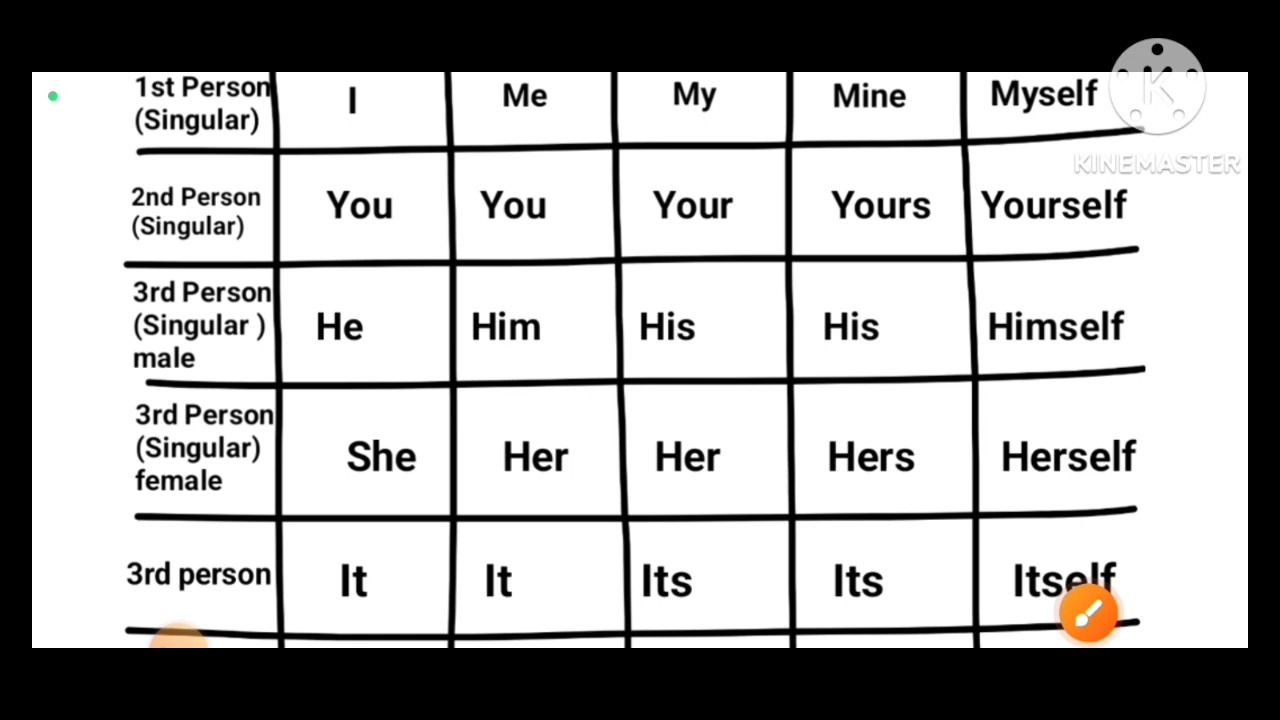 1st Person
(Singular)
I
Me
My
Mine
Myself
KINEMASTER
2nd Person
(Singular)
You
You
Your
Yours
Yourself
3rd Person
(Singular )
male
He
Him
His
His
Himself
3rd Person
(Singular)
female
She
Her
Her
Hers
Herself
3rd person
It
It
Its
Its
Itself